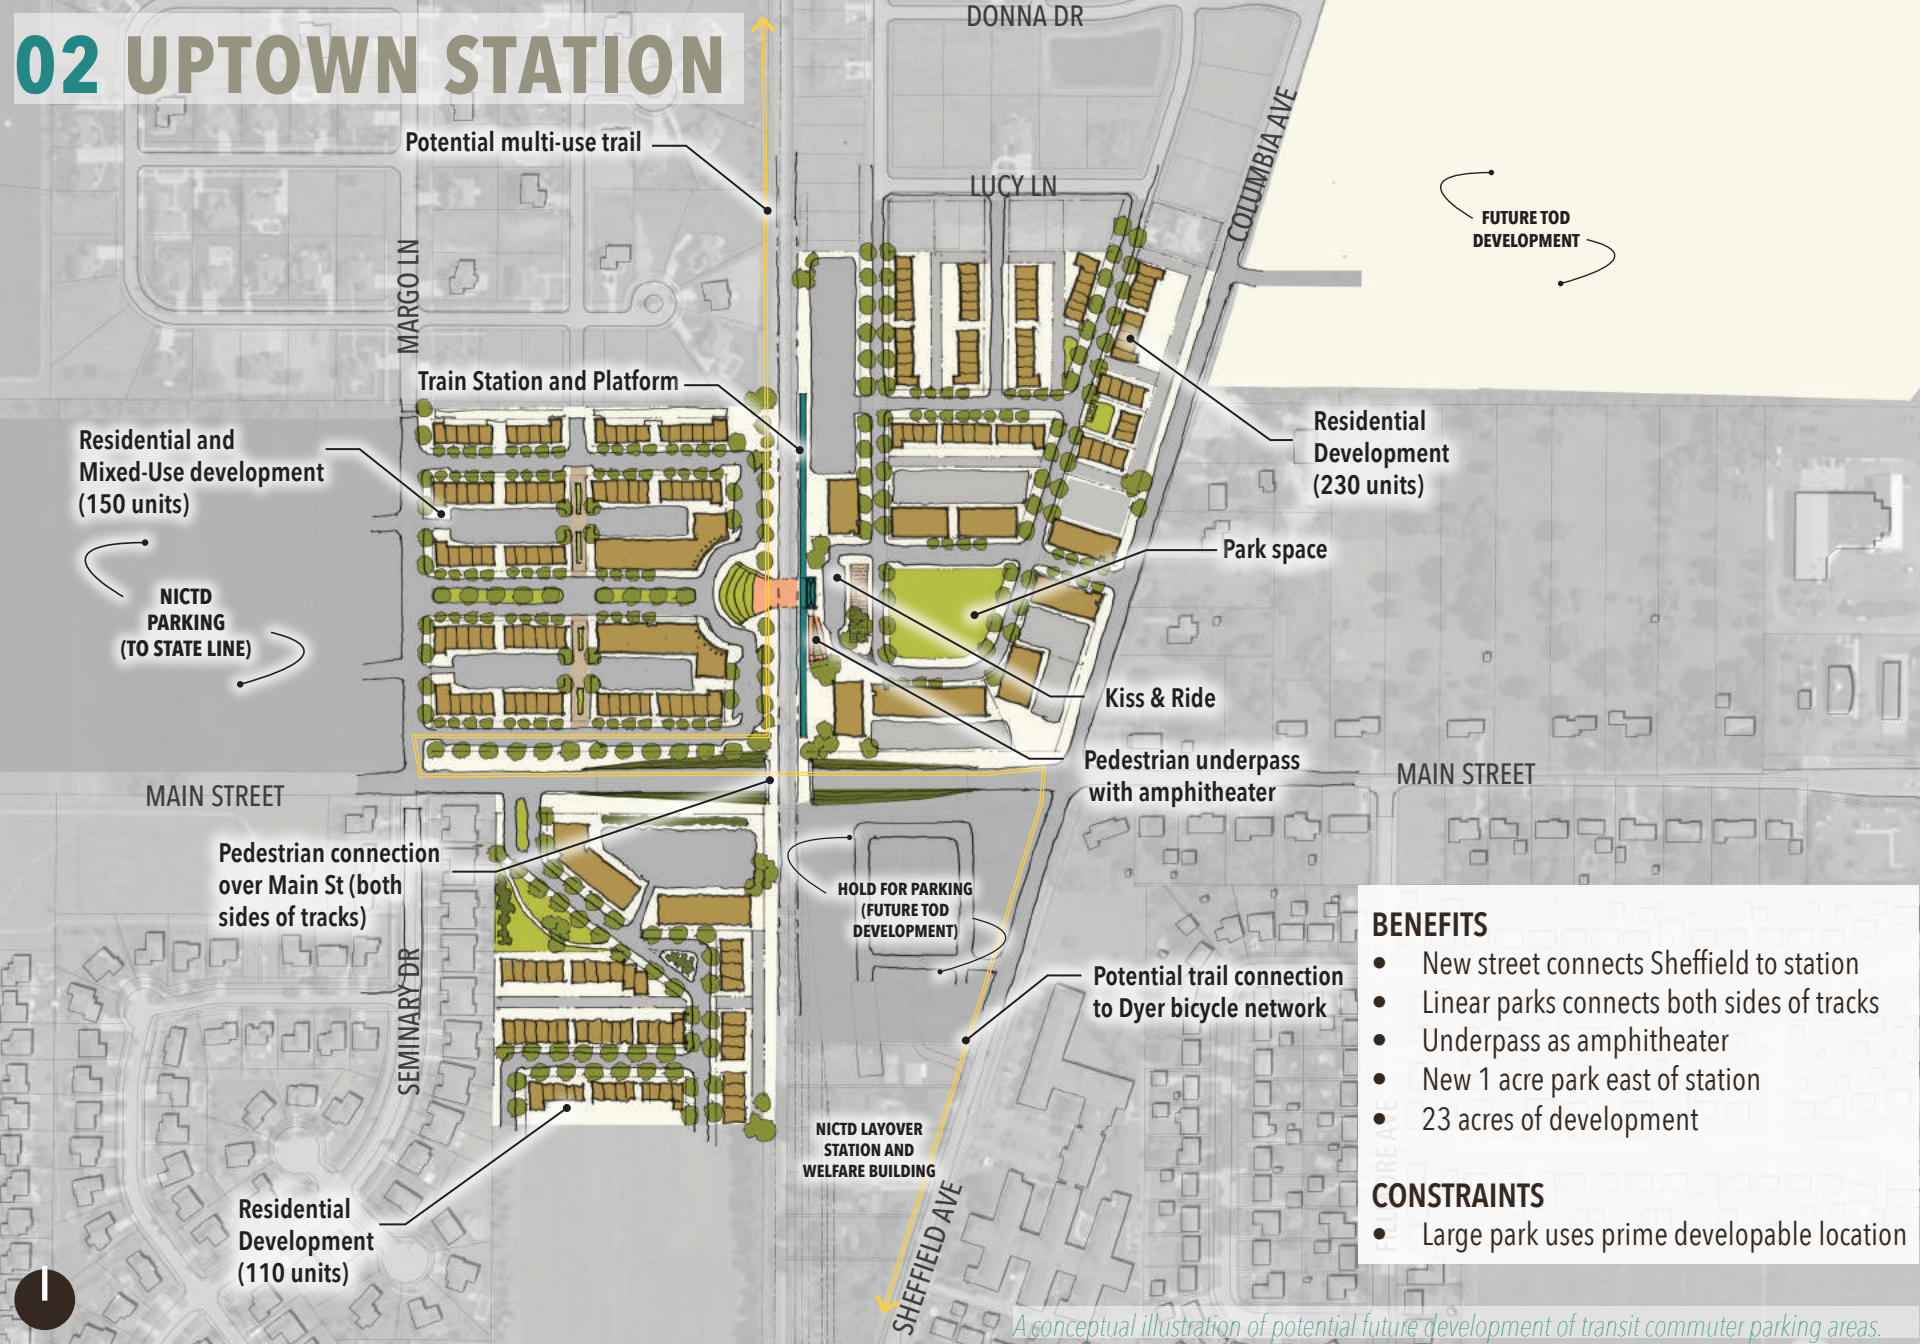 02 UPTOWN STATION
DONNA DR
COLUMBIA AVE
Potential multi-use trail
LUCY LN
MARGO LN
FUTURE TOD
DEVELOPMENT
Train Station and Platform
Residential and
Mixed-Use development
(150 units)
Residential
Development
(230 units)
Park space
NICTD
PARKING
(TO STATE LINE)
Kiss & Ride
Pedestrian underpass
with amphitheater
MAIN STREET
MAIN STREET
Pedestrian connection
over Main St (both
sides of tracks)
HOLD FOR PARKING
(FUTURE TOD
DEVELOPMENT)
SEMINARY DR
Potential trail connection
to Dyer bicycle network
NICTD LAYOVER
STATION AND
WELFARE BUILDING
SHEFFIELD AVE
Residential
Development
(110 units)
BENEFITS
• New street connects Sheffield to station
• Linear parks connects both sides of tracks
• Underpass as amphitheater
• New 1 acre park east of station
• 23 acres of development
CONSTRAINTS
• Large park uses prime developable location
A conceptual illustration of potential future development of transit commuter parking areas.